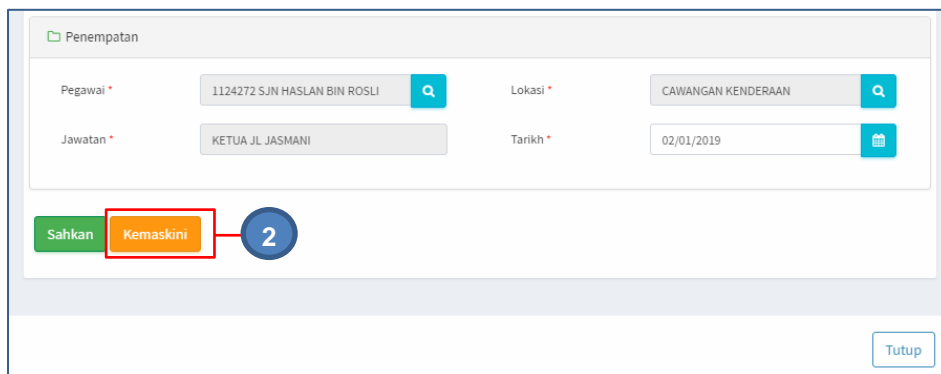 Penempatan
Pegawai * 1124272 SJN HASLAN BIN ROSLI Lokasi * CAWANGAN KENDERAAN
Jawatan * KETUA JL JASMANI Tarikh * 02/01/2019
Sahkan Kemaskini 2
Tutup